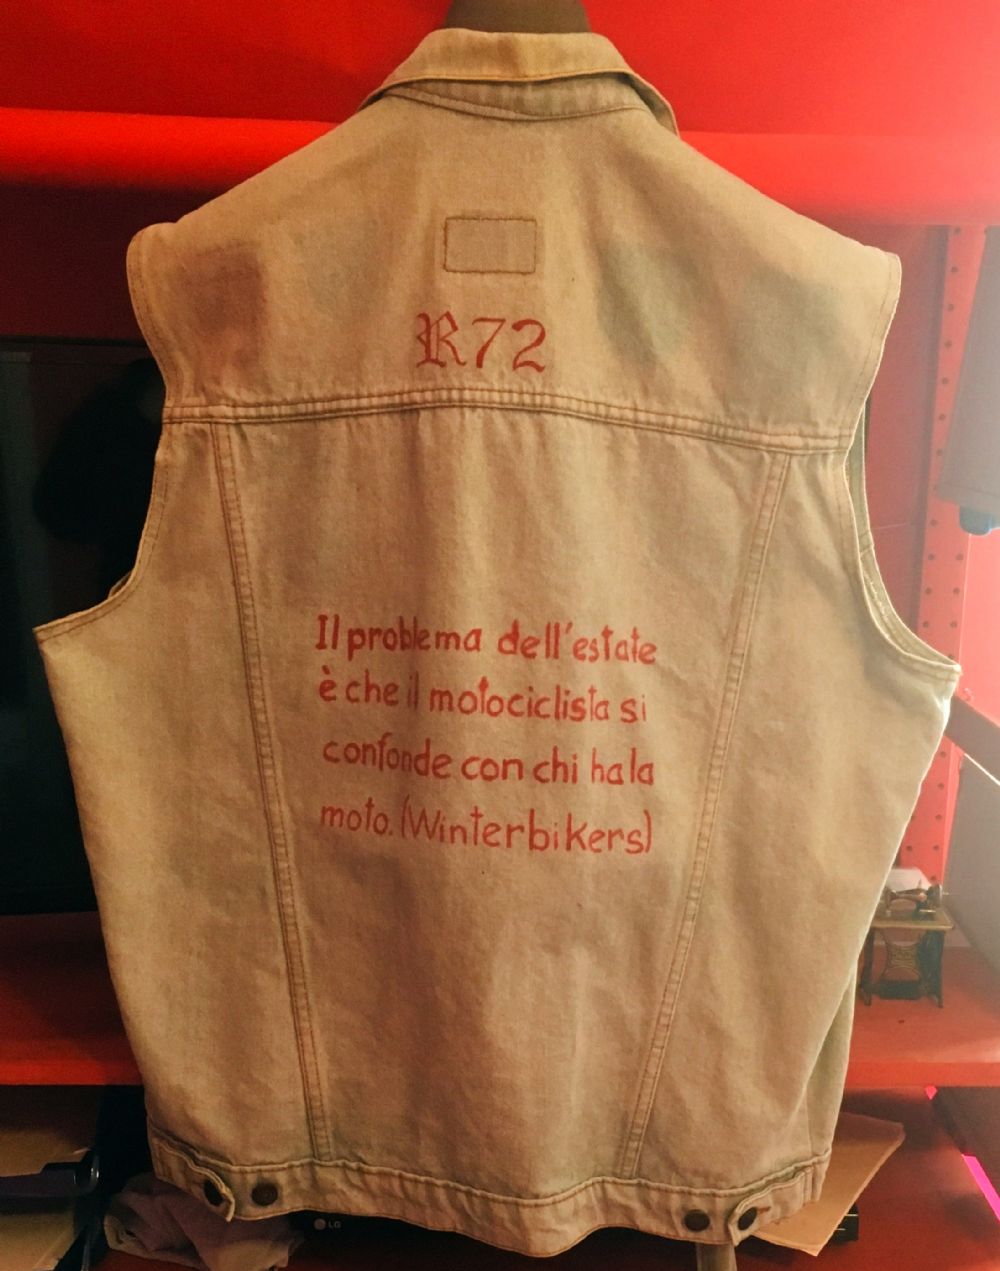 R72
Il problema dell'estate
è che il motociclista si
confonde con chi ha la
moto. (Winterbikers)
LG